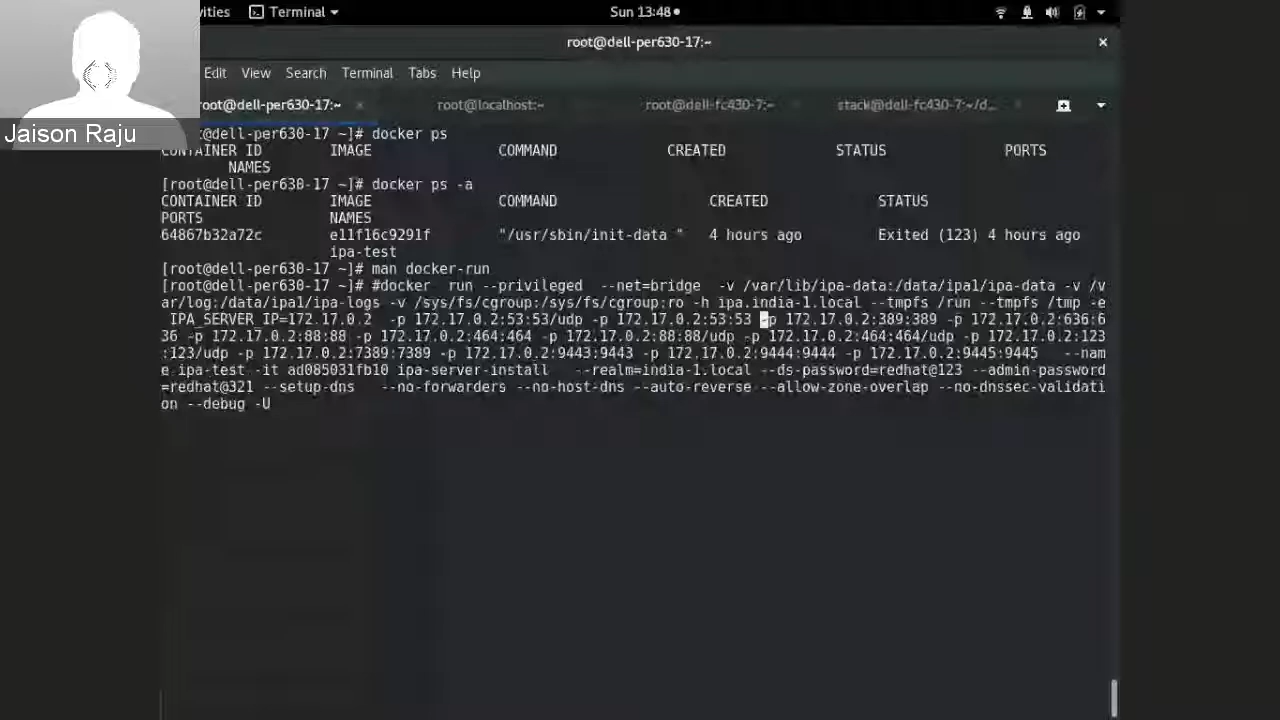 vities Terminal Sun 13:48
root@dell-per630-17:~ ×
Edit View Search Terminal Tabs Help
root@dell-per630-17:~ × root@localhost:~ root@dell-fc430-7:~ × stack@dell-fc430-7:~/d... ×
Jaison Raju
root@dell-per630-17 ~]# docker ps
CONTAINER ID IMAGE COMMAND CREATED STATUS PORTS
NAMES
[root@dell-per630-17 ~]# docker ps -a
CONTAINER ID IMAGE COMMAND CREATED STATUS
PORTS NAMES
64867b32a72c e11f16c9291f "/usr/sbin/init-data " 4 hours ago Exited (123) 4 hours ago
ipa-test
[root@dell-per630-17 ~]# man docker-run
[root@dell-per630-17 ~]# #docker run --privileged --net=bridge -v /var/lib/ipa-data:/data/ipa1/ipa-data -v /v
ar/log:/data/ipa1/ipa-logs -v /sys/fs/cgroup:/sys/fs/cgroup:ro -h ipa.india-1.local --tmpfs /run --tmpfs /tmp -e
IPA_SERVER_IP=172.17.0.2 -p 172.17.0.2:53:53/udp -p 172.17.0.2:53:53 -p 172.17.0.2:389:389 -p 172.17.0.2:636:6
36 -p 172.17.0.2:88:88 -p 172.17.0.2:464:464 -p 172.17.0.2:88:88/udp -p 172.17.0.2:464:464/udp -p 172.17.0.2:123
:123/udp -p 172.17.0.2:7389:7389 -p 172.17.0.2:9443:9443 -p 172.17.0.2:9444:9444 -p 172.17.0.2:9445:9445 --nam
e ipa-test -it ad085031fb10 ipa-server-install --realm=india-1.local --ds-password=redhat@123 --admin-password
=redhat@321 --setup-dns --no-forwarders --no-host-dns --auto-reverse --allow-zone-overlap --no-dnssec-validati
on --debug -U